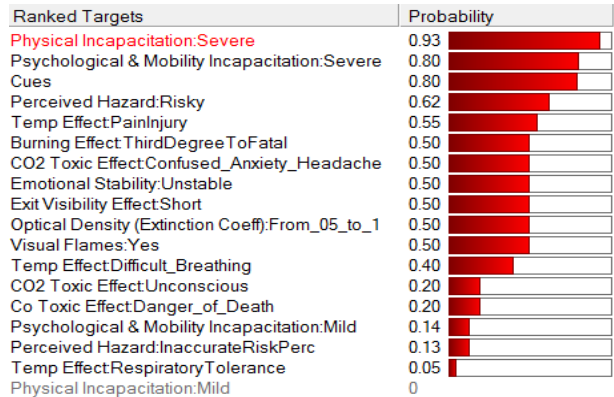 Ranked Targets Probability
Physical Incapacitation:Severe 0.93
Psychological & Mobility Incapacitation:Severe 0.80
Cues 0.80
Perceived Hazard:Risky 0.62
Temp Effect:PainInjury 0.55
Burning Effect:ThirdDegreeToFatal 0.50
CO2 Toxic Effect:Confused_Anxiety_Headache 0.50
Emotional Stability:Unstable 0.50
Exit Visibility Effect:Short 0.50
Optical Density (Extinction Coeff):From_05_to_1 0.50
Visual Flames:Yes 0.50
Temp Effect:Difficult_Breathing 0.40
CO2 Toxic Effect:Unconscious 0.20
Co Toxic Effect:Danger_of_Death 0.20
Psychological & Mobility Incapacitation:Mild 0.14
Perceived Hazard:InaccurateRiskPerc 0.13
Temp Effect:RespiratoryTolerance 0.05
Physical Incapacitation:Mild 0